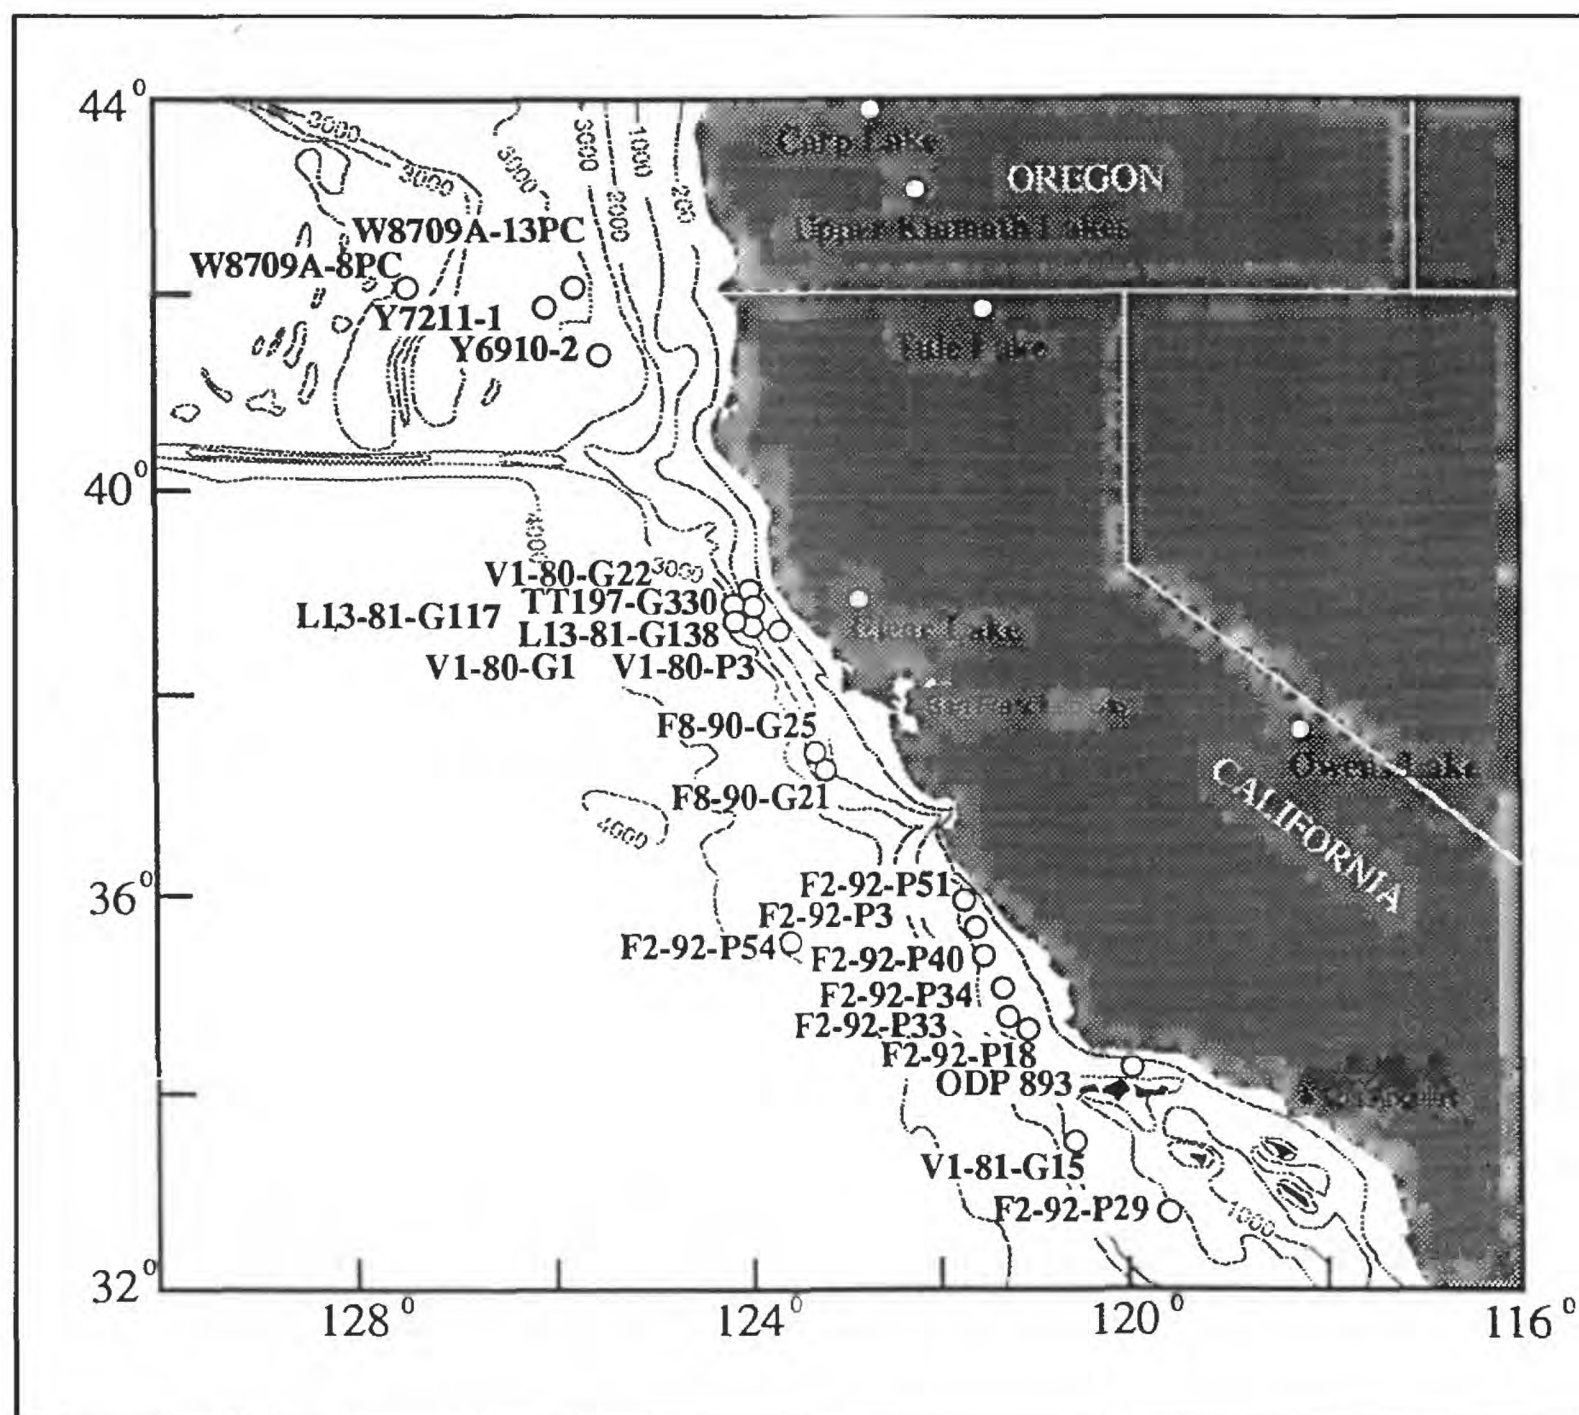 44°
3000
3000
3000
3000
1000
2000
200
Carp Lake
OREGON
W8709A-13PC
Upper Klamath Lakes
W8709A-8PC
Y7211-1
Tule Lake
Y6910-2
40°
4000
V1-80-G22
3000
TT197-G330
L13-81-G117
L13-81-G138
Lake
V1-80-G1
V1-80-P3
F8-90-G25
Owens Lake
CALIFORNIA
F8-90-G21
4000
36°
F2-92-P51
F2-92-P3
F2-92-P54
F2-92-P40
F2-92-P34
F2-92-P33
F2-92-P18
ODP 893
V1-81-G15
F2-92-P29
1000
32°
128°
124°
120°
116°